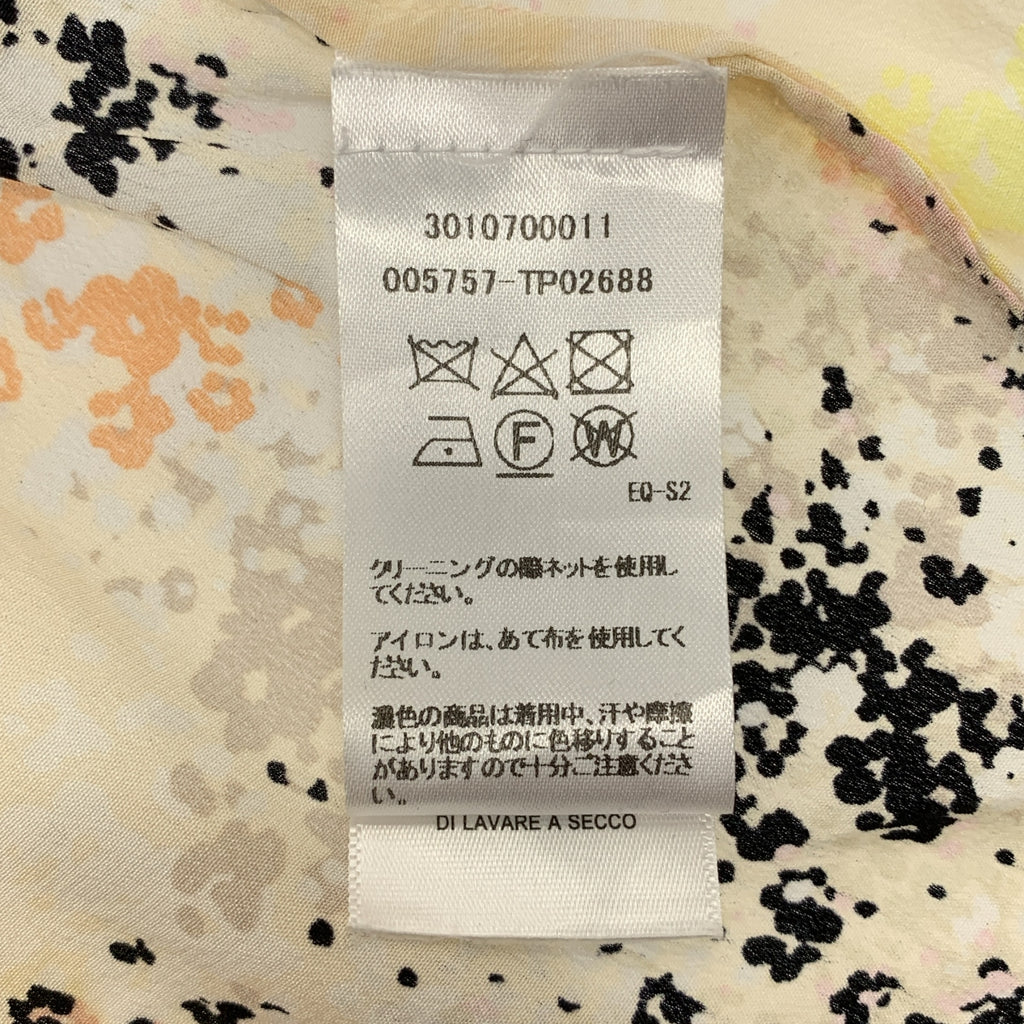 3010700011
005757-TP02688
F
W
EQ-S2
クリーニングの際ネットを使用し
てください。
アイロンは、あて布を使用してく
ださい。
濃色の商品は着用中、汗や摩擦
により他のものに色移りすること
がありますので十分ご注意くださ
い。
DI LAVARE A SECCO